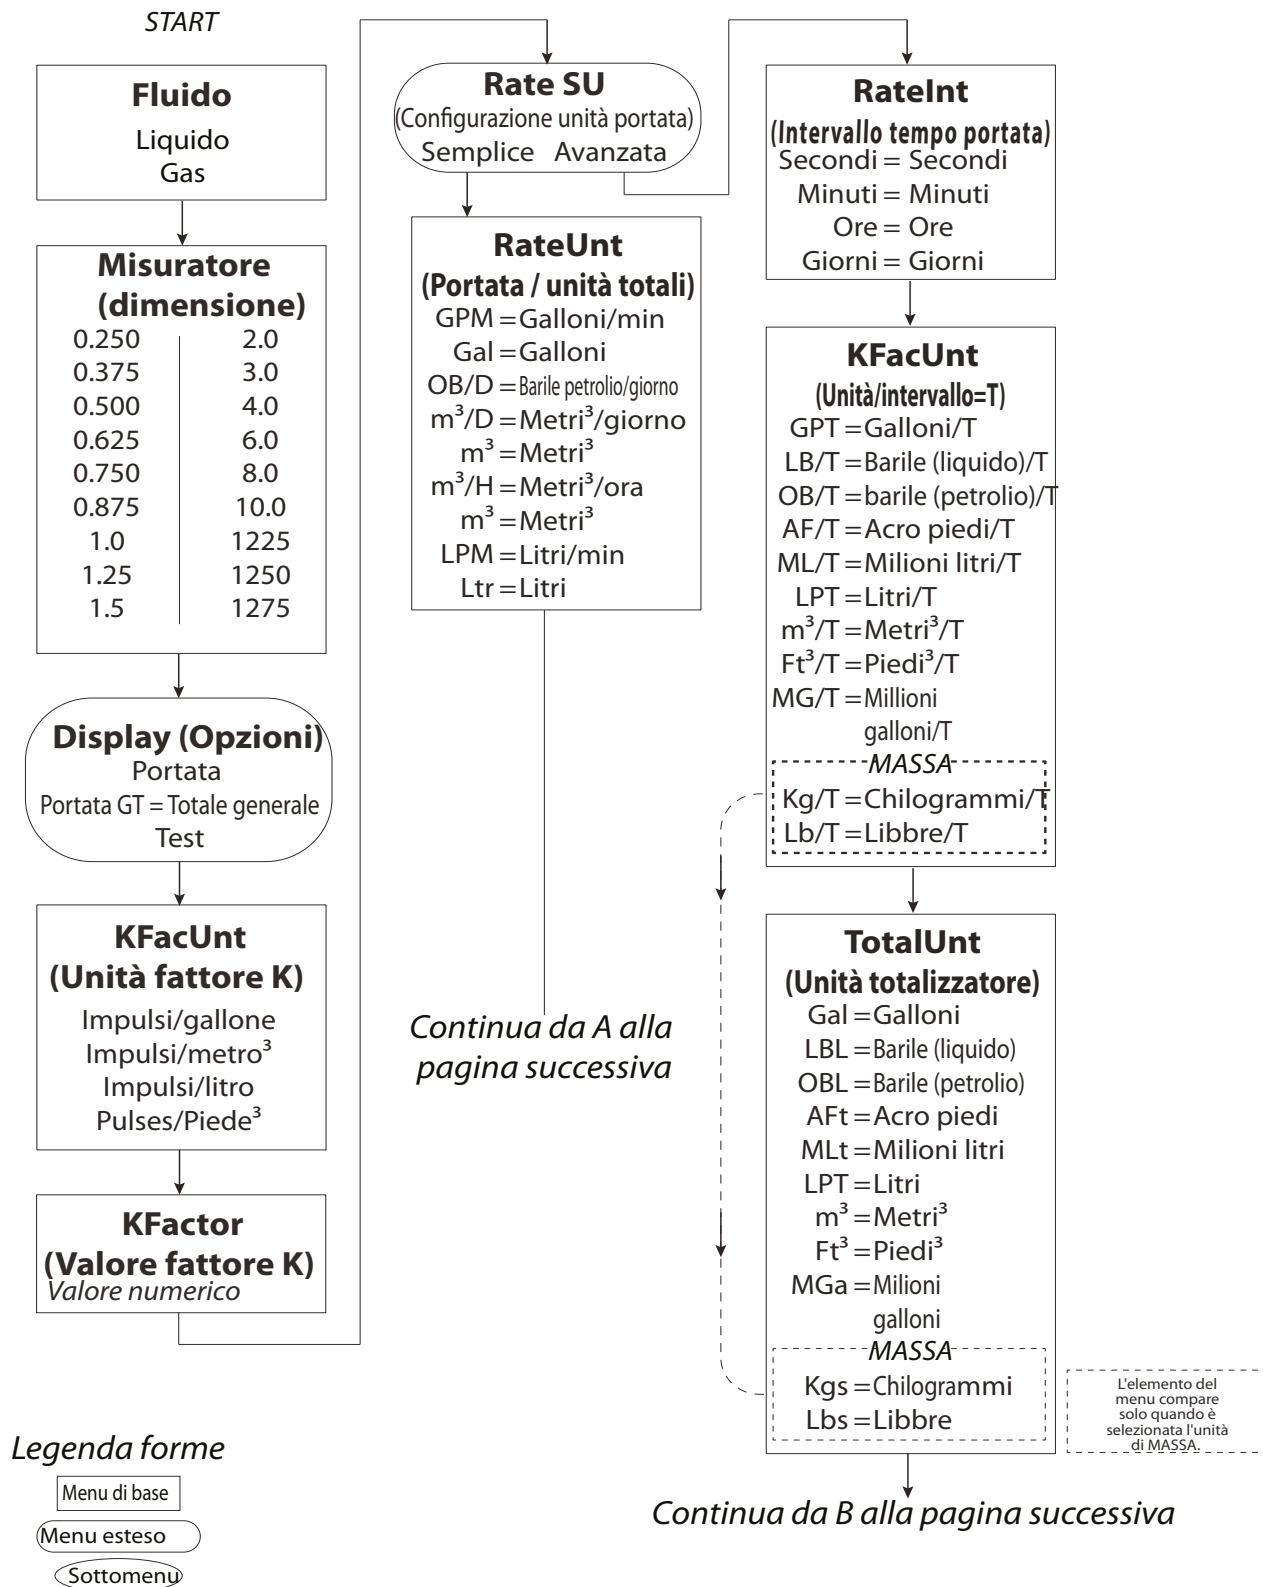 START
Fluido
Liquido
Gas
Misuratore
(dimensione)
0.250 2.0
0.375 3.0
0.500 4.0
0.625 6.0
0.750 8.0
0.875 10.0
1.0 1225
1.25 1250
1.5 1275
Display (Opzioni)
Portata
Portata GT = Totale generale
Test
KFacUnt
(Unità fattore K)
Impulsi/gallone
Impulsi/metro³
Impulsi/litro
Pulses/Piede³
KFactor
(Valore fattore K)
Valore numerico
Rate SU
(Configurazione unità portata)
Semplice Avanzata
RateUnt
(Portata / unità totali)
GPM = Galloni/min
Gal = Galloni
OB/D = Barile petrolio/giorno
m³/D = Metri³/giorno
m³ = Metri³
m³/H = Metri³/ora
m³ = Metri³
LPM = Litri/min
Ltr = Litri
Continua da A alla
pagina successiva
RateInt
(Intervallo tempo portata)
Secondi = Secondi
Minuti = Minuti
Ore = Ore
Giorni = Giorni
KFacUnt
(Unità/intervallo=T)
GPT = Galloni/T
LB/T = Barile (liquido)/T
OB/T = barile (petrolio)/T
AF/T = Acro piedi/T
ML/T = Milioni litri/T
LPT = Litri/T
m³/T = Metri³/T
Ft³/T = Piedi³/T
MG/T = Millioni
galloni/T
MASSA
Kg/T = Chilogrammi/T
Lb/T = Libbre/T
TotalUnt
(Unità totalizzatore)
Gal = Galloni
LBL = Barile (liquido)
OBL = Barile (petrolio)
AFt = Acro piedi
MLt = Milioni litri
LPT = Litri
m³ = Metri³
Ft³ = Piedi³
MGa = Milioni
galloni
MASSA
Kgs = Chilogrammi
Lbs = Libbre
L'elemento del
menu compare
solo quando è
selezionata l'unità
di MASSA.
Continua da B alla pagina successiva
Legenda forme
Menu di base
Menu esteso
Sottomenu